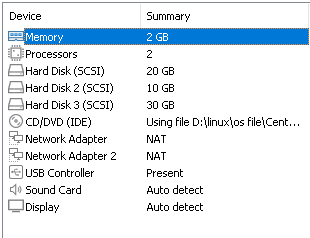 Device Summary
Memory 2 GB
Processors 2
Hard Disk (SCSI) 20 GB
Hard Disk 2 (SCSI) 10 GB
Hard Disk 3 (SCSI) 30 GB
CD/DVD (IDE) Using file D:\linux\os file\Cent...
Network Adapter NAT
Network Adapter 2 NAT
USB Controller Present
Sound Card Auto detect
Display Auto detect